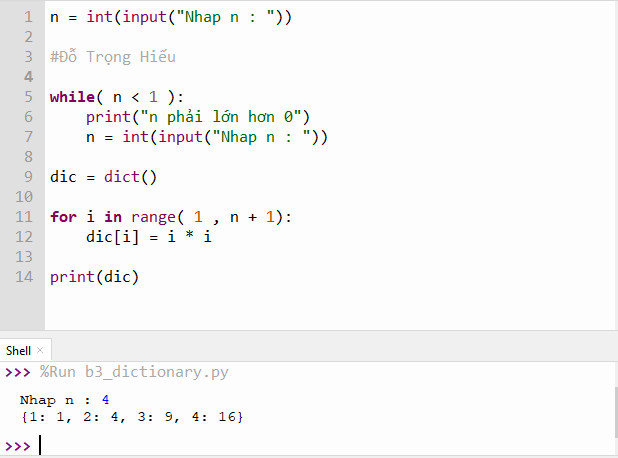 1 n = int(input("Nhap n : "))
2
3 #Đỗ Trọng Hiếu
4
5 while( n < 1 ):
6     print("n phải lớn hơn 0")
7     n = int(input("Nhap n : "))
8
9 dic = dict()
10
11 for i in range( 1 , n + 1):
12     dic[i] = i * i
13
14 print(dic)
Shell ×
>>> %Run b3_dictionary.py
Nhap n : 4
{1: 1, 2: 4, 3: 9, 4: 16}
>>>